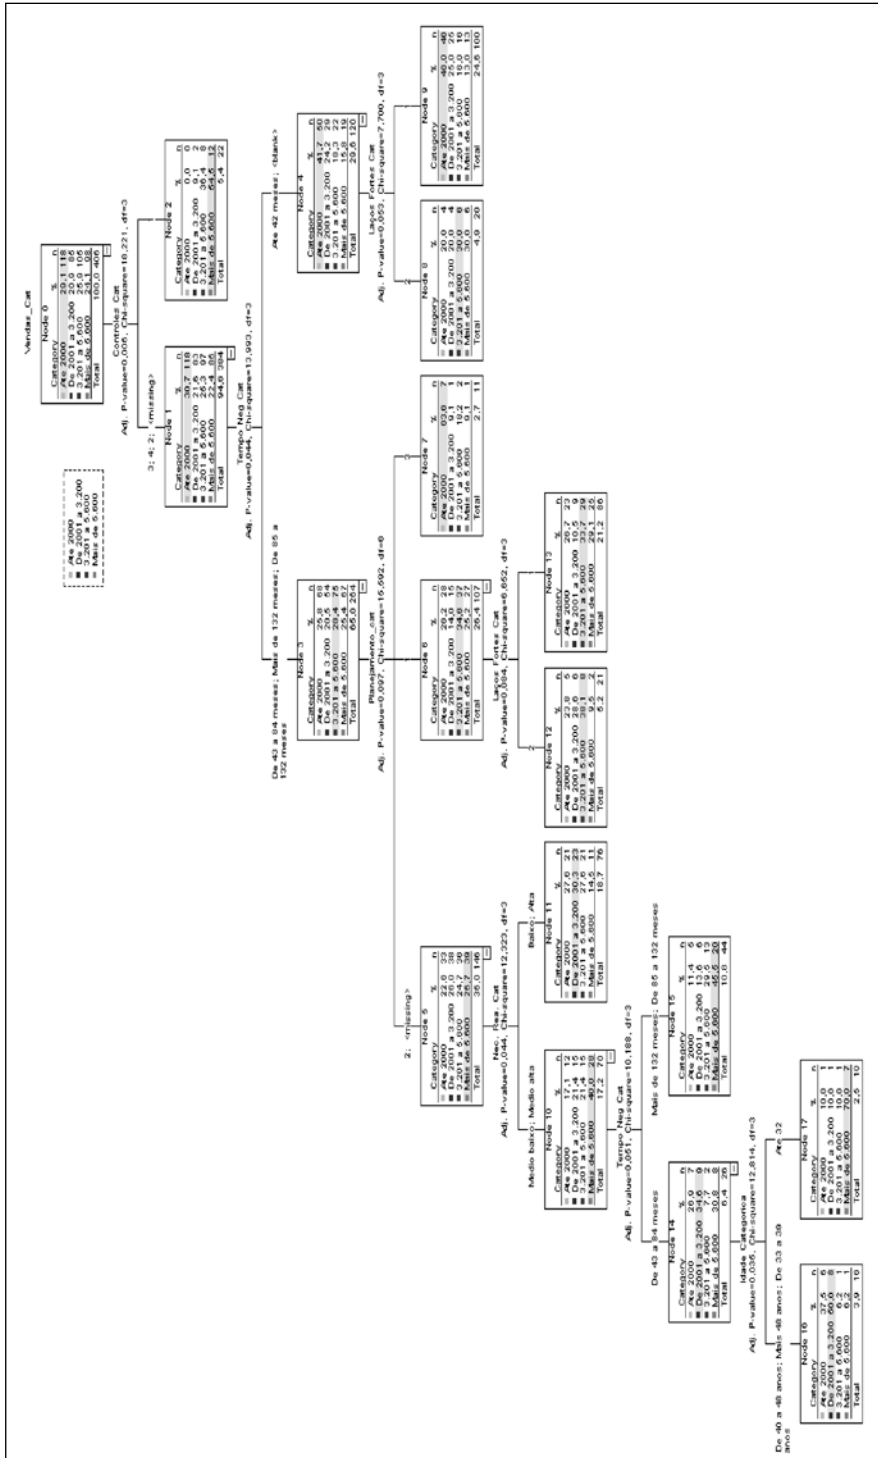 Vendas_Cat
Ate 2000
De 2001 a 3.200
3.201 a 5.600
Mais de 5.600
Node 0
Category % n
Ate 2000 29,1 118
De 2001 a 3.200 20,9 85
3.201 a 5.600 25,9 105
Mais de 5.600 24,1 98
Total 100,0 406
Controles Cat
Adj. P-value=0,006, Chi-square=18,221, df=3
3; 4; 2; <missing>
Node 1
Category % n
Ate 2000 30,7 118
De 2001 a 3.200 21,6 83
3.201 a 5.600 25,3 97
Mais de 5.600 22,4 86
Total 94,6 384
Node 2
Category % n
Ate 2000 0,0 0
De 2001 a 3.200 9,1 2
3.201 a 5.600 36,4 8
Mais de 5.600 54,5 12
Total 5,4 22
Tempo Neg Cat
Adj. P-value=0,044, Chi-square=13,993, df=3
De 43 a 84 meses; Mais de 132 meses; De 85 a
132 meses
Ate 42 meses; <blank>
Node 3
Category % n
Ate 2000 25,8 68
De 2001 a 3.200 20,5 54
3.201 a 5.600 28,4 75
Mais de 5.600 25,4 67
Total 65,0 264
Node 4
Category % n
Ate 2000 41,7 50
De 2001 a 3.200 24,2 29
3.201 a 5.600 18,3 22
Mais de 5.600 15,8 19
Total 29,6 120
Planejamento_cat
Adj. P-value=0,097, Chi-square=15,592, df=6
Laços Fortes Cat
Adj. P-value=0,053, Chi-square=7,700, df=3
2; <missing>
3
2
Node 5
Category % n
Ate 2000 22,6 33
De 2001 a 3.200 26,0 38
3.201 a 5.600 24,7 36
Mais de 5.600 26,7 39
Total 36,0 146
Node 6
Category % n
Ate 2000 26,2 28
De 2001 a 3.200 14,0 15
3.201 a 5.600 34,6 37
Mais de 5.600 25,2 27
Total 26,4 107
Node 7
Category % n
Ate 2000 63,6 7
De 2001 a 3.200 9,1 1
3.201 a 5.600 18,2 2
Mais de 5.600 9,1 1
Total 2,7 11
Node 8
Category % n
Ate 2000 20,0 4
De 2001 a 3.200 20,0 4
3.201 a 5.600 30,0 6
Mais de 5.600 30,0 6
Total 4,9 20
Node 9
Category % n
Ate 2000 46,0 46
De 2001 a 3.200 25,0 25
3.201 a 5.600 16,0 16
Mais de 5.600 13,0 13
Total 24,6 100
Nec. Rea. Cat
Adj. P-value=0,044, Chi-square=12,323, df=3
Laços Fortes Cat
Adj. P-value=0,084, Chi-square=6,652, df=3
Medio baixo; Medio alta
Baixo; Alta
2
Node 10
Category % n
Ate 2000 17,1 12
De 2001 a 3.200 21,4 15
3.201 a 5.600 21,4 15
Mais de 5.600 40,0 28
Total 17,2 70
Node 11
Category % n
Ate 2000 27,6 21
De 2001 a 3.200 30,3 23
3.201 a 5.600 27,6 21
Mais de 5.600 14,5 11
Total 18,7 76
Node 12
Category % n
Ate 2000 23,8 5
De 2001 a 3.200 28,6 6
3.201 a 5.600 38,1 8
Mais de 5.600 9,5 2
Total 5,2 21
Node 13
Category % n
Ate 2000 26,7 23
De 2001 a 3.200 10,5 9
3.201 a 5.600 33,7 29
Mais de 5.600 29,1 25
Total 21,2 86
Tempo Neg Cat
Adj. P-value=0,051, Chi-square=10,188, df=3
De 43 a 84 meses
Mais de 132 meses; De 85 a 132 meses
Node 14
Category % n
Ate 2000 26,9 7
De 2001 a 3.200 34,6 9
3.201 a 5.600 7,7 2
Mais de 5.600 30,8 8
Total 6,4 26
Node 15
Category % n
Ate 2000 11,4 5
De 2001 a 3.200 13,6 6
3.201 a 5.600 29,5 13
Mais de 5.600 45,5 20
Total 10,8 44
Idade Categorica
Adj. P-value=0,035, Chi-square=12,814, df=3
De 40 a 48 anos; Mais 48 anos; De 33 a 39
anos
Ate 32
Node 16
Category % n
Ate 2000 37,5 6
De 2001 a 3.200 50,0 8
3.201 a 5.600 6,2 1
Mais de 5.600 6,2 1
Total 3,9 16
Node 17
Category % n
Ate 2000 10,0 1
De 2001 a 3.200 10,0 1
3.201 a 5.600 10,0 1
Mais de 5.600 70,0 7
Total 2,5 10